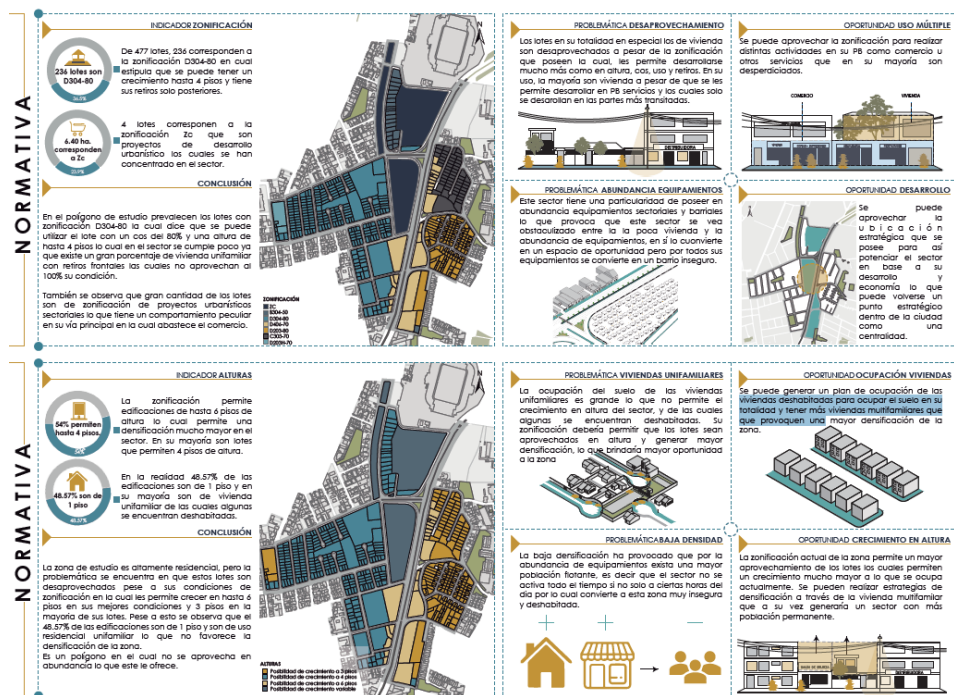 NORMATIVA
INDICADOR ZONIFICACIÓN
236 lotes son
D304-80
De 477 lotes, 236 corresponden a
la zonificación D304-80 en cual
estipula que se puede tener un
crecimiento hasta 4 pisos y tiene
sus retiros solo posteriores.
6.40 ha.
corresponden
a Zc
4 lotes corresponen a la
zonificación Zc que son
proyectos de desarrollo
urbanístico los cuales se han
concentrado en el sector.
CONCLUSIÓN
En el polígono de estudio prevalecen los lotes con
zonificación D304-80 la cual dice que se puede
utilizar el lote con un cos del 80% y una altura de
hasta 4 pisos lo cual en el sector se cumple poco ya
que existe un gran porcentaje de vivienda unifamiliar
con retiros frontales las cuales no aprovechan al
100% su condición.
También se observa que gran cantidad de los lotes
son de zonificación de proyectos urbanísticos
sectoriales lo que tiene un comportamiento peculiar
en su vía principal en la cual abastece el comercio.
ZONIFICACIÓN
ZC
D304-80
D406-70
D203-80
C303-70
PROBLEMÁTICA DESAPROVECHAMIENTO
Los lotes en su totalidad en especial los de vivienda
son desaprovechados a pesar de la zonificación
que poseen la cual, les permite desarrollarse
mucho más como en altura, cos, uso y retiros. En su
uso, la mayoría son vivienda a pesar de que se les
permite desarrollar en PB servicios y los cuales solo
se desarollan en las partes más transitadas.
DISTRIBUIDORA
OPORTUNIDAD USO MÚLTIPLE
Se puede aprovechar la zonificación para realizar
distintas actividades en su PB como comercio u
otros servicios que en su mayoría son
desperdiciados.
COMERCIO
VIVIENDA
PROBLEMÁTICA ABUNDANCIA EQUIPAMIENTOS
Este sector tiene una particularidad de poseer en
abundancia equipamientos sectoriales y barriales
lo que provoca que este sector se vea
obstaculizado entre la la poca vivienda y la
abundancia de equipamientos, en sí lo cuonvierte
en un espacio de oportunidad pero por todos sus
equipamientos se convierte en un barrio inseguro.
OPORTUNIDAD DESARROLLO
Se puede
aprovechar la
ubicación
estratégica que se
posee para así
potenciar el sector
en base a su
desarrollo y
economía lo que
puede volverse un
punto estratégico
dentro de la ciudad
como una
centralidad.
NORMATIVA
INDICADOR ALTURAS
54% permiten
hasta 4 pisos.
54%
La zonificación permite
edificaciones de hasta 6 pisos de
altura lo cual permite una
densificación mucho mayor en el
sector. En su mayoría son lotes
que permiten 4 pisos de altura.
48.57% son de
1 piso
48.57%
En la realidad 48.57% de las
edificaciones son de 1 piso y en
su mayoría son de vivienda
unifamiliar de las cuales algunas
se encuentran deshabitadas.
CONCLUSIÓN
La zona de estudio es altamente residencial, pero la
problemática se encuentra en que estos lotes son
desaprovechados pese a sus condiciones de
zonificación en la cual les permite crecer en hasta 6
pisos en sus mejores condiciones y 3 pisos en la
mayoría de sus lotes. Pese a esto se observa que el
48.57% de las edificaciones son de 1 piso y son de uso
residencial unifamiliar lo que no favorece la
densificación de la zona.
Es un polígono en el cual no se aprovecha en
abundancia lo que este le ofrece.
ALTURAS
Posibilidad de crecimiento a 3 pisos
Posibilidad de crecimiento a 4 pisos
Posibilidad de crecimiento a 6 pisos
Posibilidad de crecimiento variable
PROBLEMÁTICA VIVIENDAS UNIFAMILIARES
La ocupación del suelo de las viviendas
unifamiliares es grande lo que no permite el
crecimiento en altura del sector, y de las cuales
algunas se encuentran deshabitadas. Su
zonificación debería permitir que los lotes sean
aprovechados en altura y generar mayor
densificación, lo que brindaría mayor oportunidad
a la zona
OPORTUNIDAD OCUPACIÓN VIVIENDAS
Se puede generar un plan de ocupación de las
viviendas deshabitadas para ocupar el suelo en su
totalidad y tener más viviendas multifamiliares que
que provoquen una mayor densificación de la
zona.
PROBLEMÁTICA BAJA DENSIDAD
La baja densificación ha provocado que por la
abundancia de equipamientos exista una mayor
población flotante, es decir que el sector no se
activa todo el tiempo si no solo a ciertas horas del
día por lo cual convierte a esta zona muy insegura
y deshabitada.
OPORTUNIDAD CRECIMIENTO EN ALTURA
La zonificación actual de la zona permite un mayor
aprovechamiento de los lotes los cuales permiten
un crecimiento mucho mayor a lo que se ocupa
actualmente. Se pueden realizar estrategias de
densificación a través de la vivienda multifamiliar
que a su vez generaría un sector con más
población permanente.
DISTRIBUIDORA